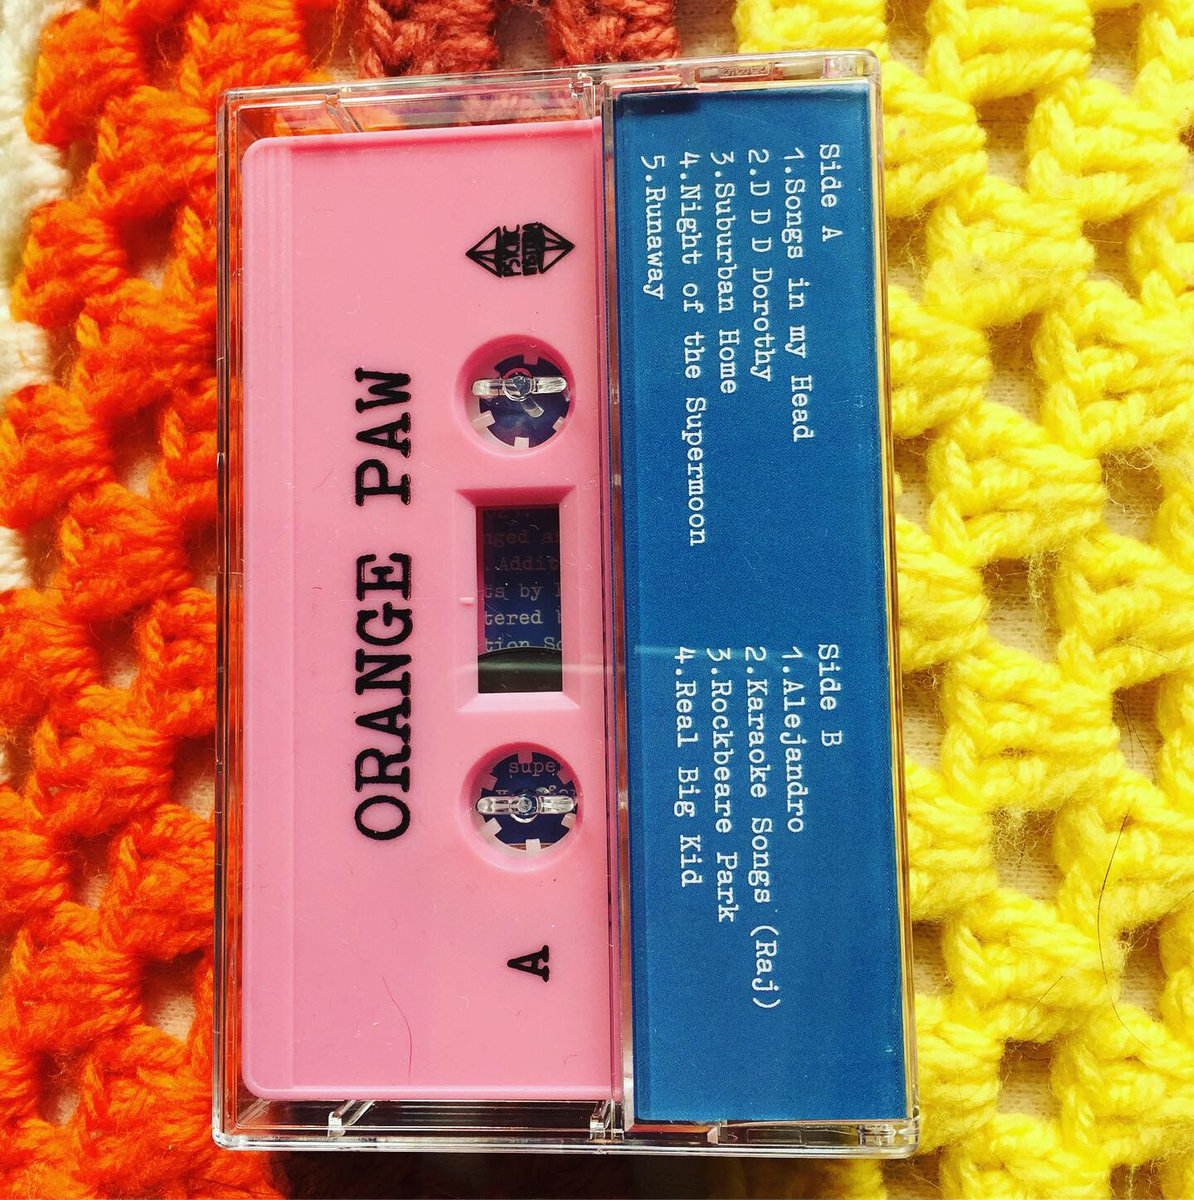 Side A
1.Songs in my Head
2.D D D Dorothy
3.Suburban Home
4.Night of the Supermoon
5.Runaway
Side B
1.Alejandro
2.Karaoke Songs (Raj)
3.Rockbeare Park
4.Real Big Kid
ORANGE PAW
A